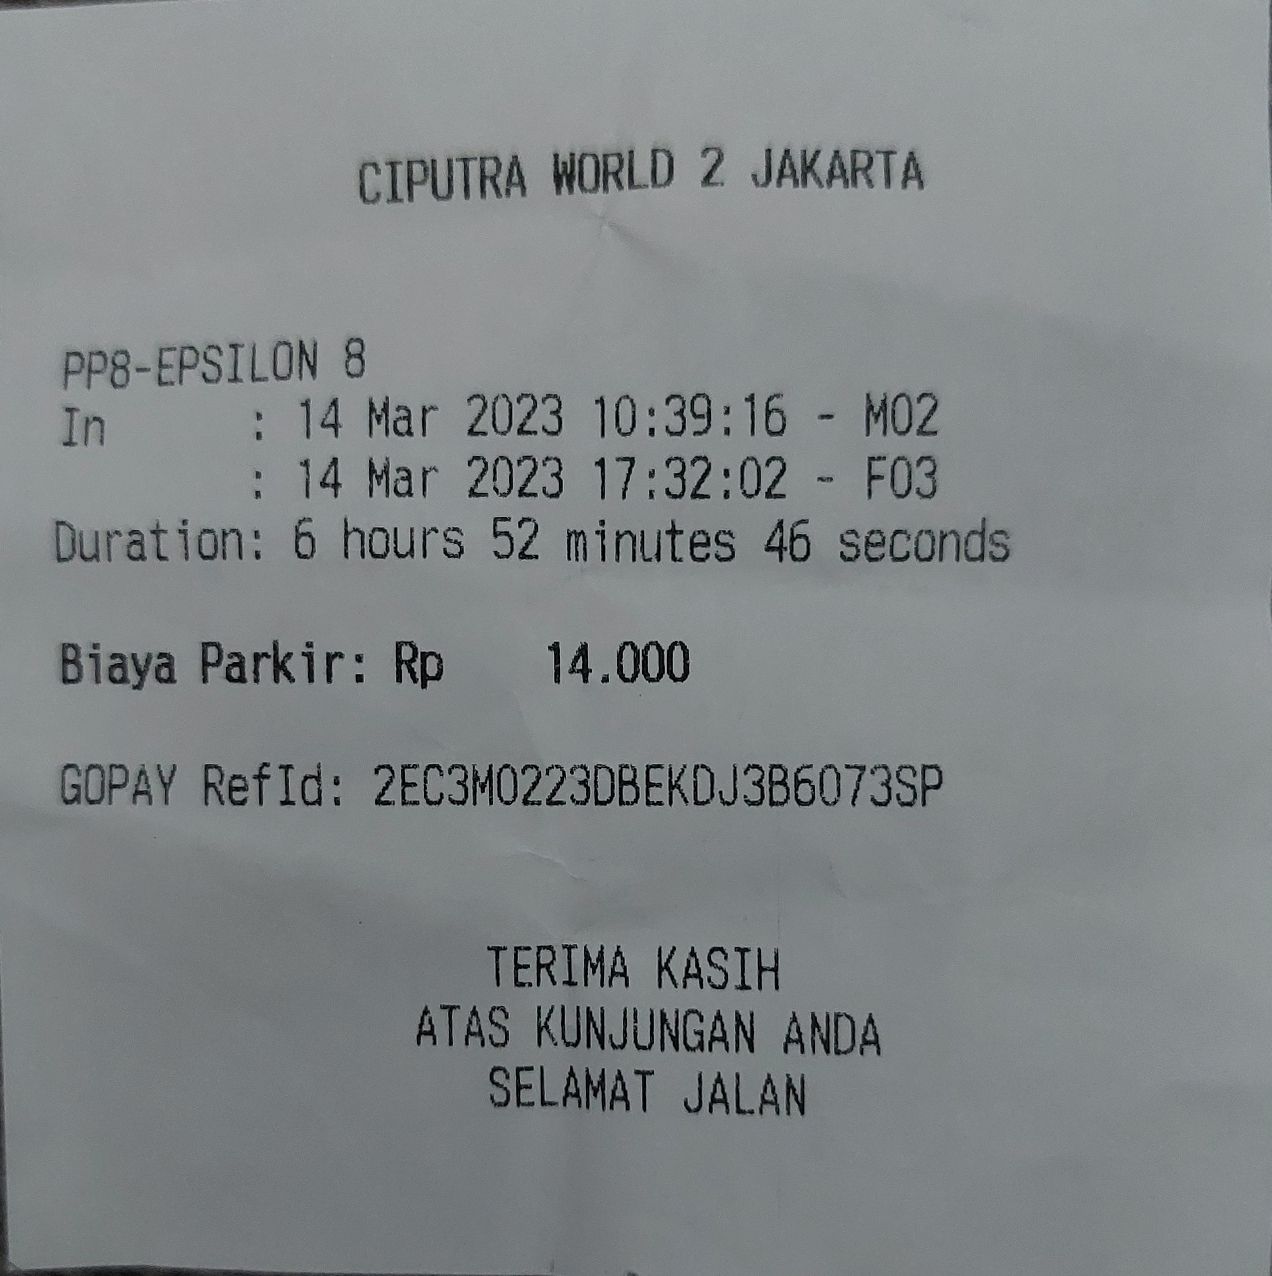 CIPUTRA WORLD 2 JAKARTA
PP8-EPSILON 8
In : 14 Mar 2023 10:39:16 - M02
: 14 Mar 2023 17:32:02 - F03
Duration: 6 hours 52 minutes 46 seconds
Biaya Parkir: Rp 14.000
GOPAY RefId: 2EC3M0223DBEKDJ3B6073SP
TERIMA KASIH
ATAS KUNJUNGAN ANDA
SELAMAT JALAN